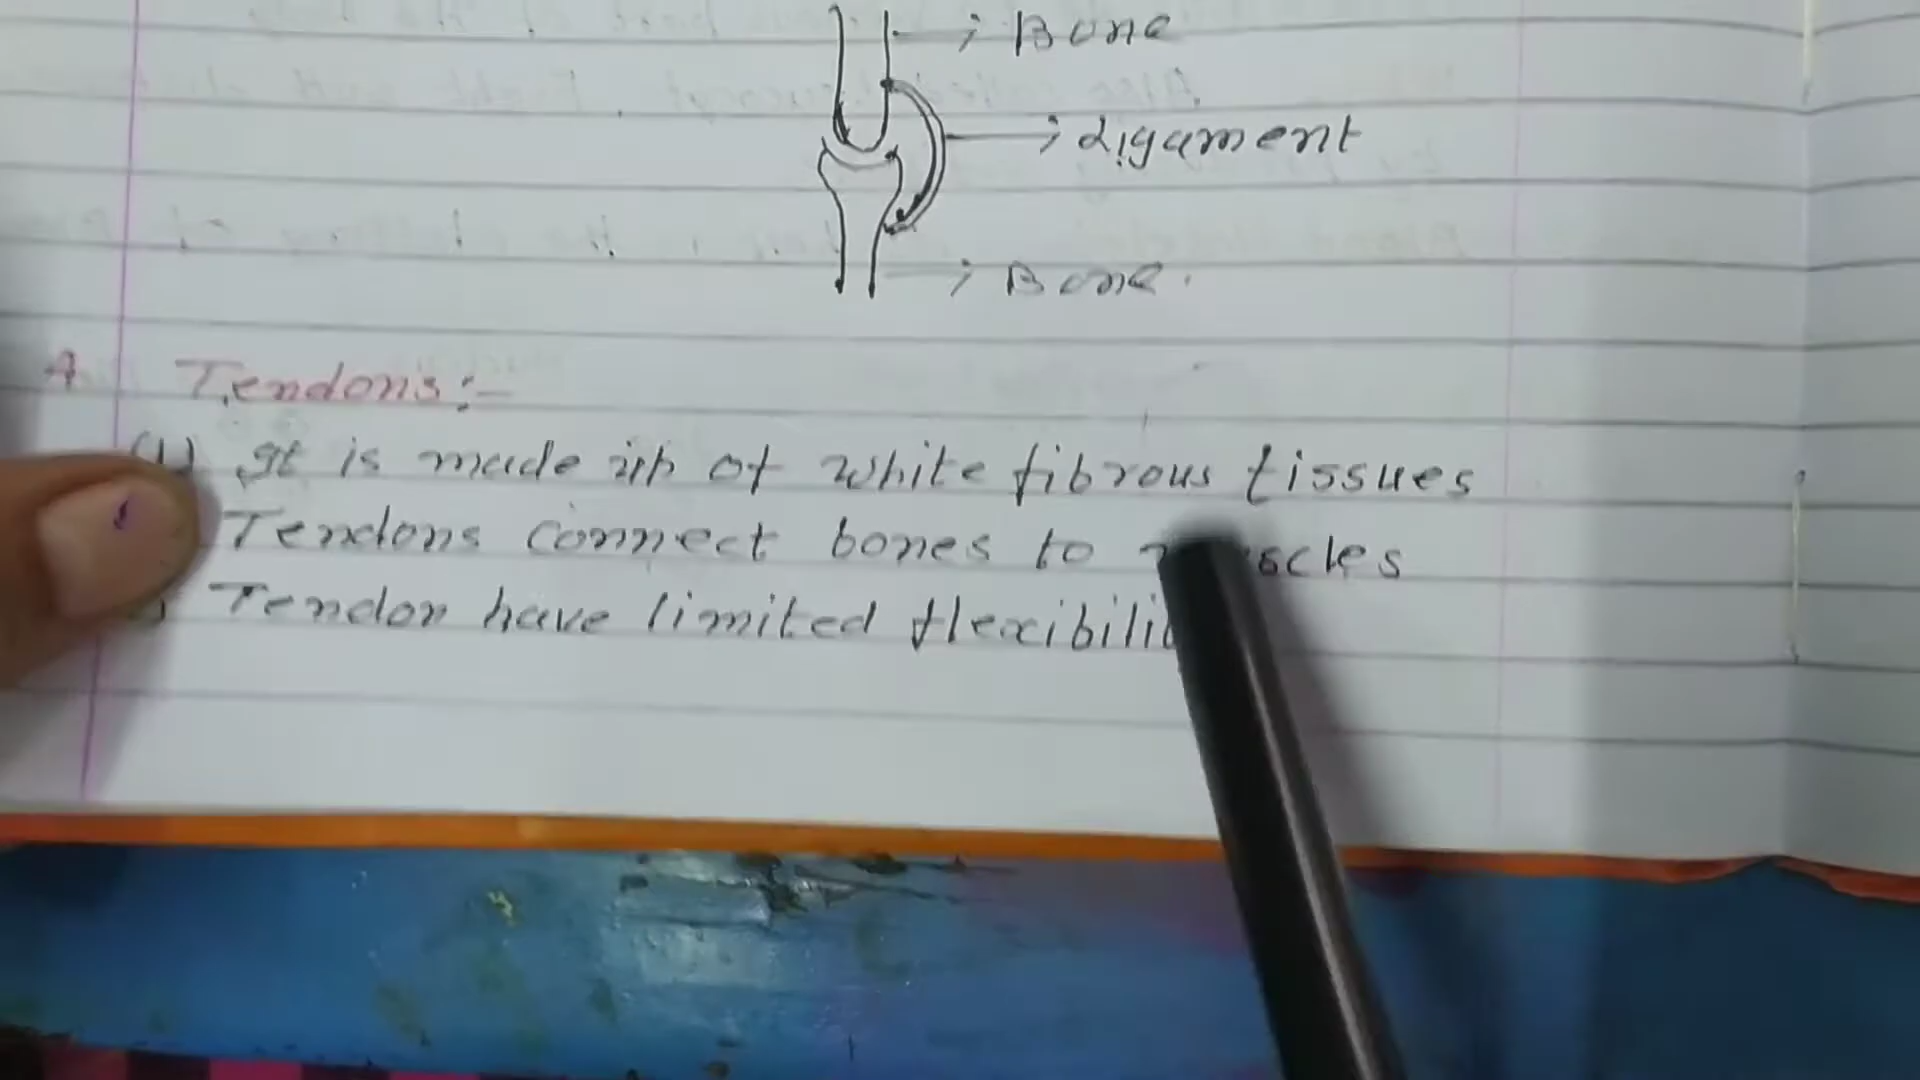 Bone
Ligament
Bone.
A Tendons:-
(1) It is made up of white fibrous tissues
Tendons connect bones to
Tendon have limited